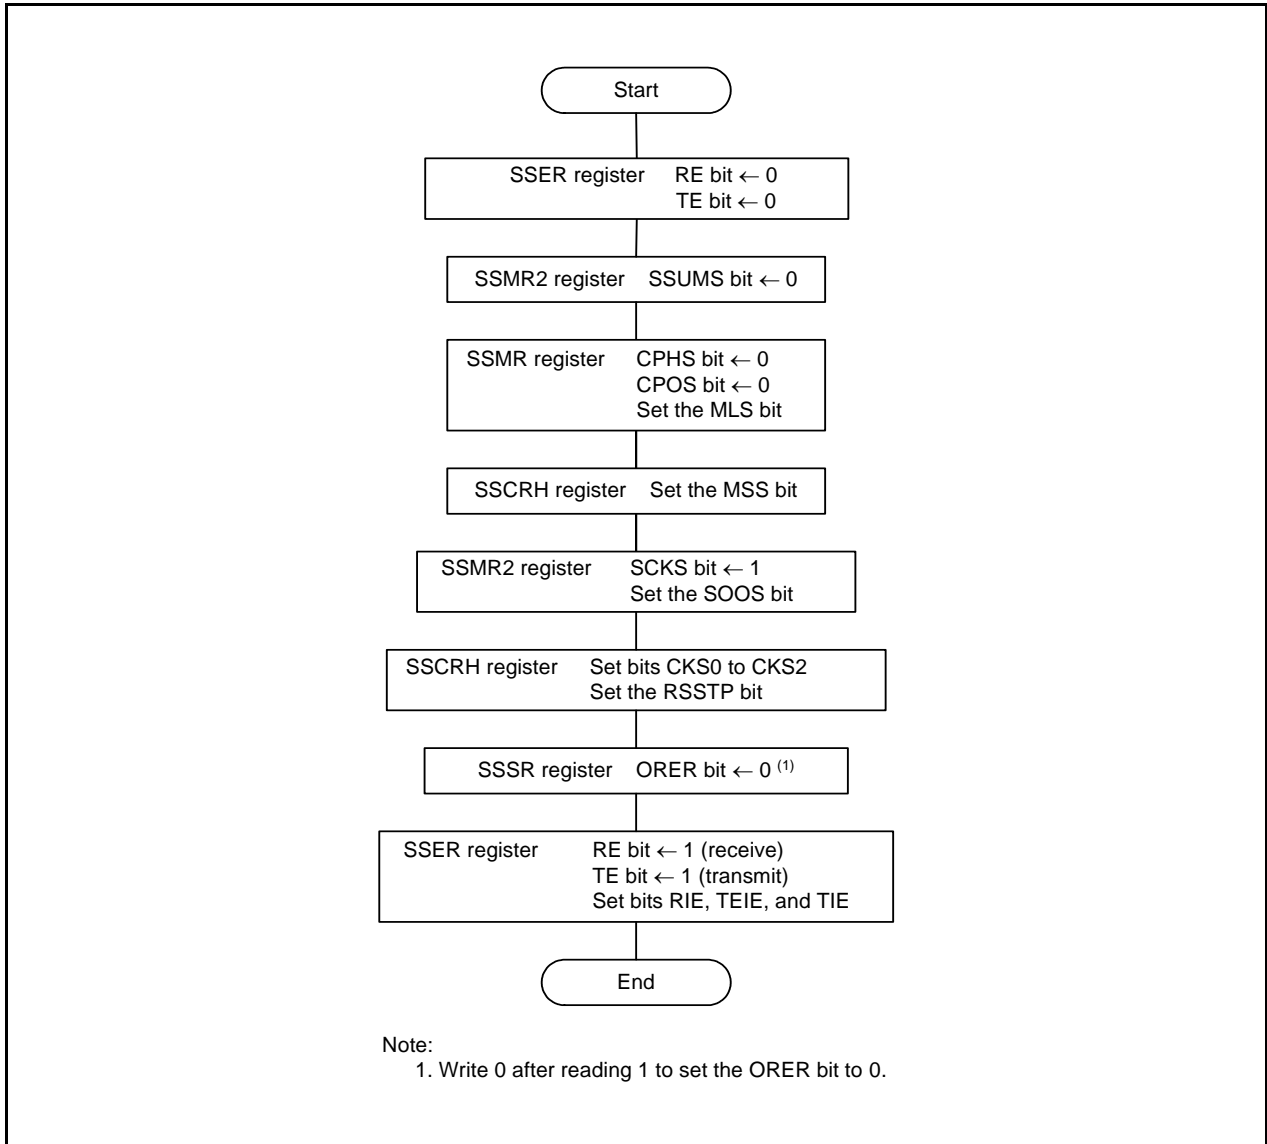 Start
SSER register RE bit ← 0
TE bit ← 0
SSMR2 register SSUMS bit ← 0
SSMR register CPHS bit ← 0
CPOS bit ← 0
Set the MLS bit
SSCRH register Set the MSS bit
SSMR2 register SCKS bit ← 1
Set the SOOS bit
SSCRH register Set bits CKS0 to CKS2
Set the RSSTP bit
SSSR register ORER bit ← 0 (1)
SSER register RE bit ← 1 (receive)
TE bit ← 1 (transmit)
Set bits RIE, TEIE, and TIE
End
Note:
1. Write 0 after reading 1 to set the ORER bit to 0.